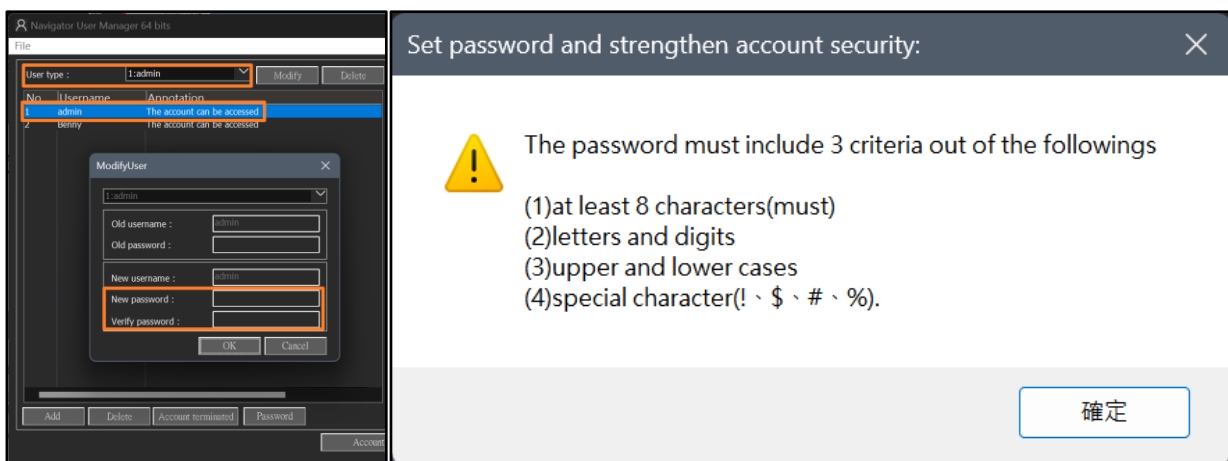 Navigator User Manager 64 bits
File
User type : 1:admin Modify Delete
No Username Annotation
1 admin The account can be accessed
2 Benny The account can be accessed
ModifyUser
1:admin
Old username : admin
Old password :
New username : admin
New password :
Verify password :
OK Cancel
Add Delete Account terminated Password
Account
Set password and strengthen account security:
The password must include 3 criteria out of the followings
(1)at least 8 characters(must)
(2)letters and digits
(3)upper and lower cases
(4)special character(!、$、#、%).
確定